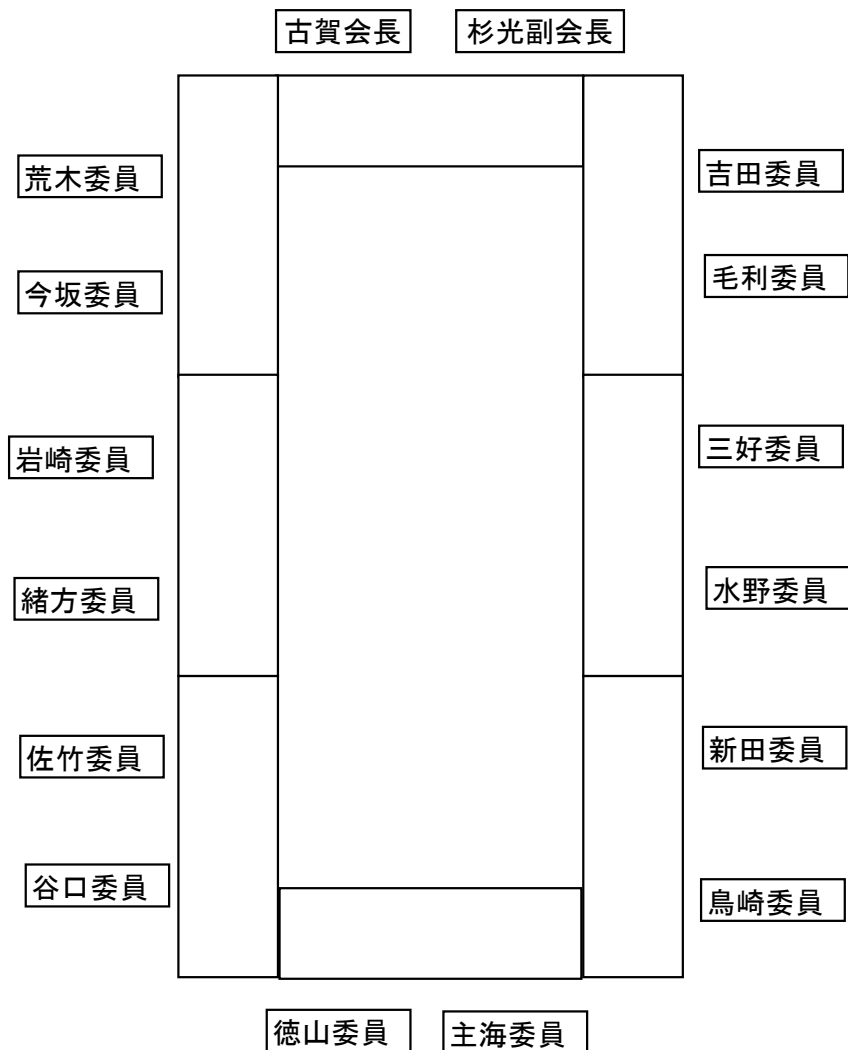 古賀会長 杉光副会長
荒木委員 吉田委員
今坂委員 毛利委員
岩崎委員 三好委員
緒方委員 水野委員
佐竹委員 新田委員
谷口委員 鳥崎委員
徳山委員 主海委員